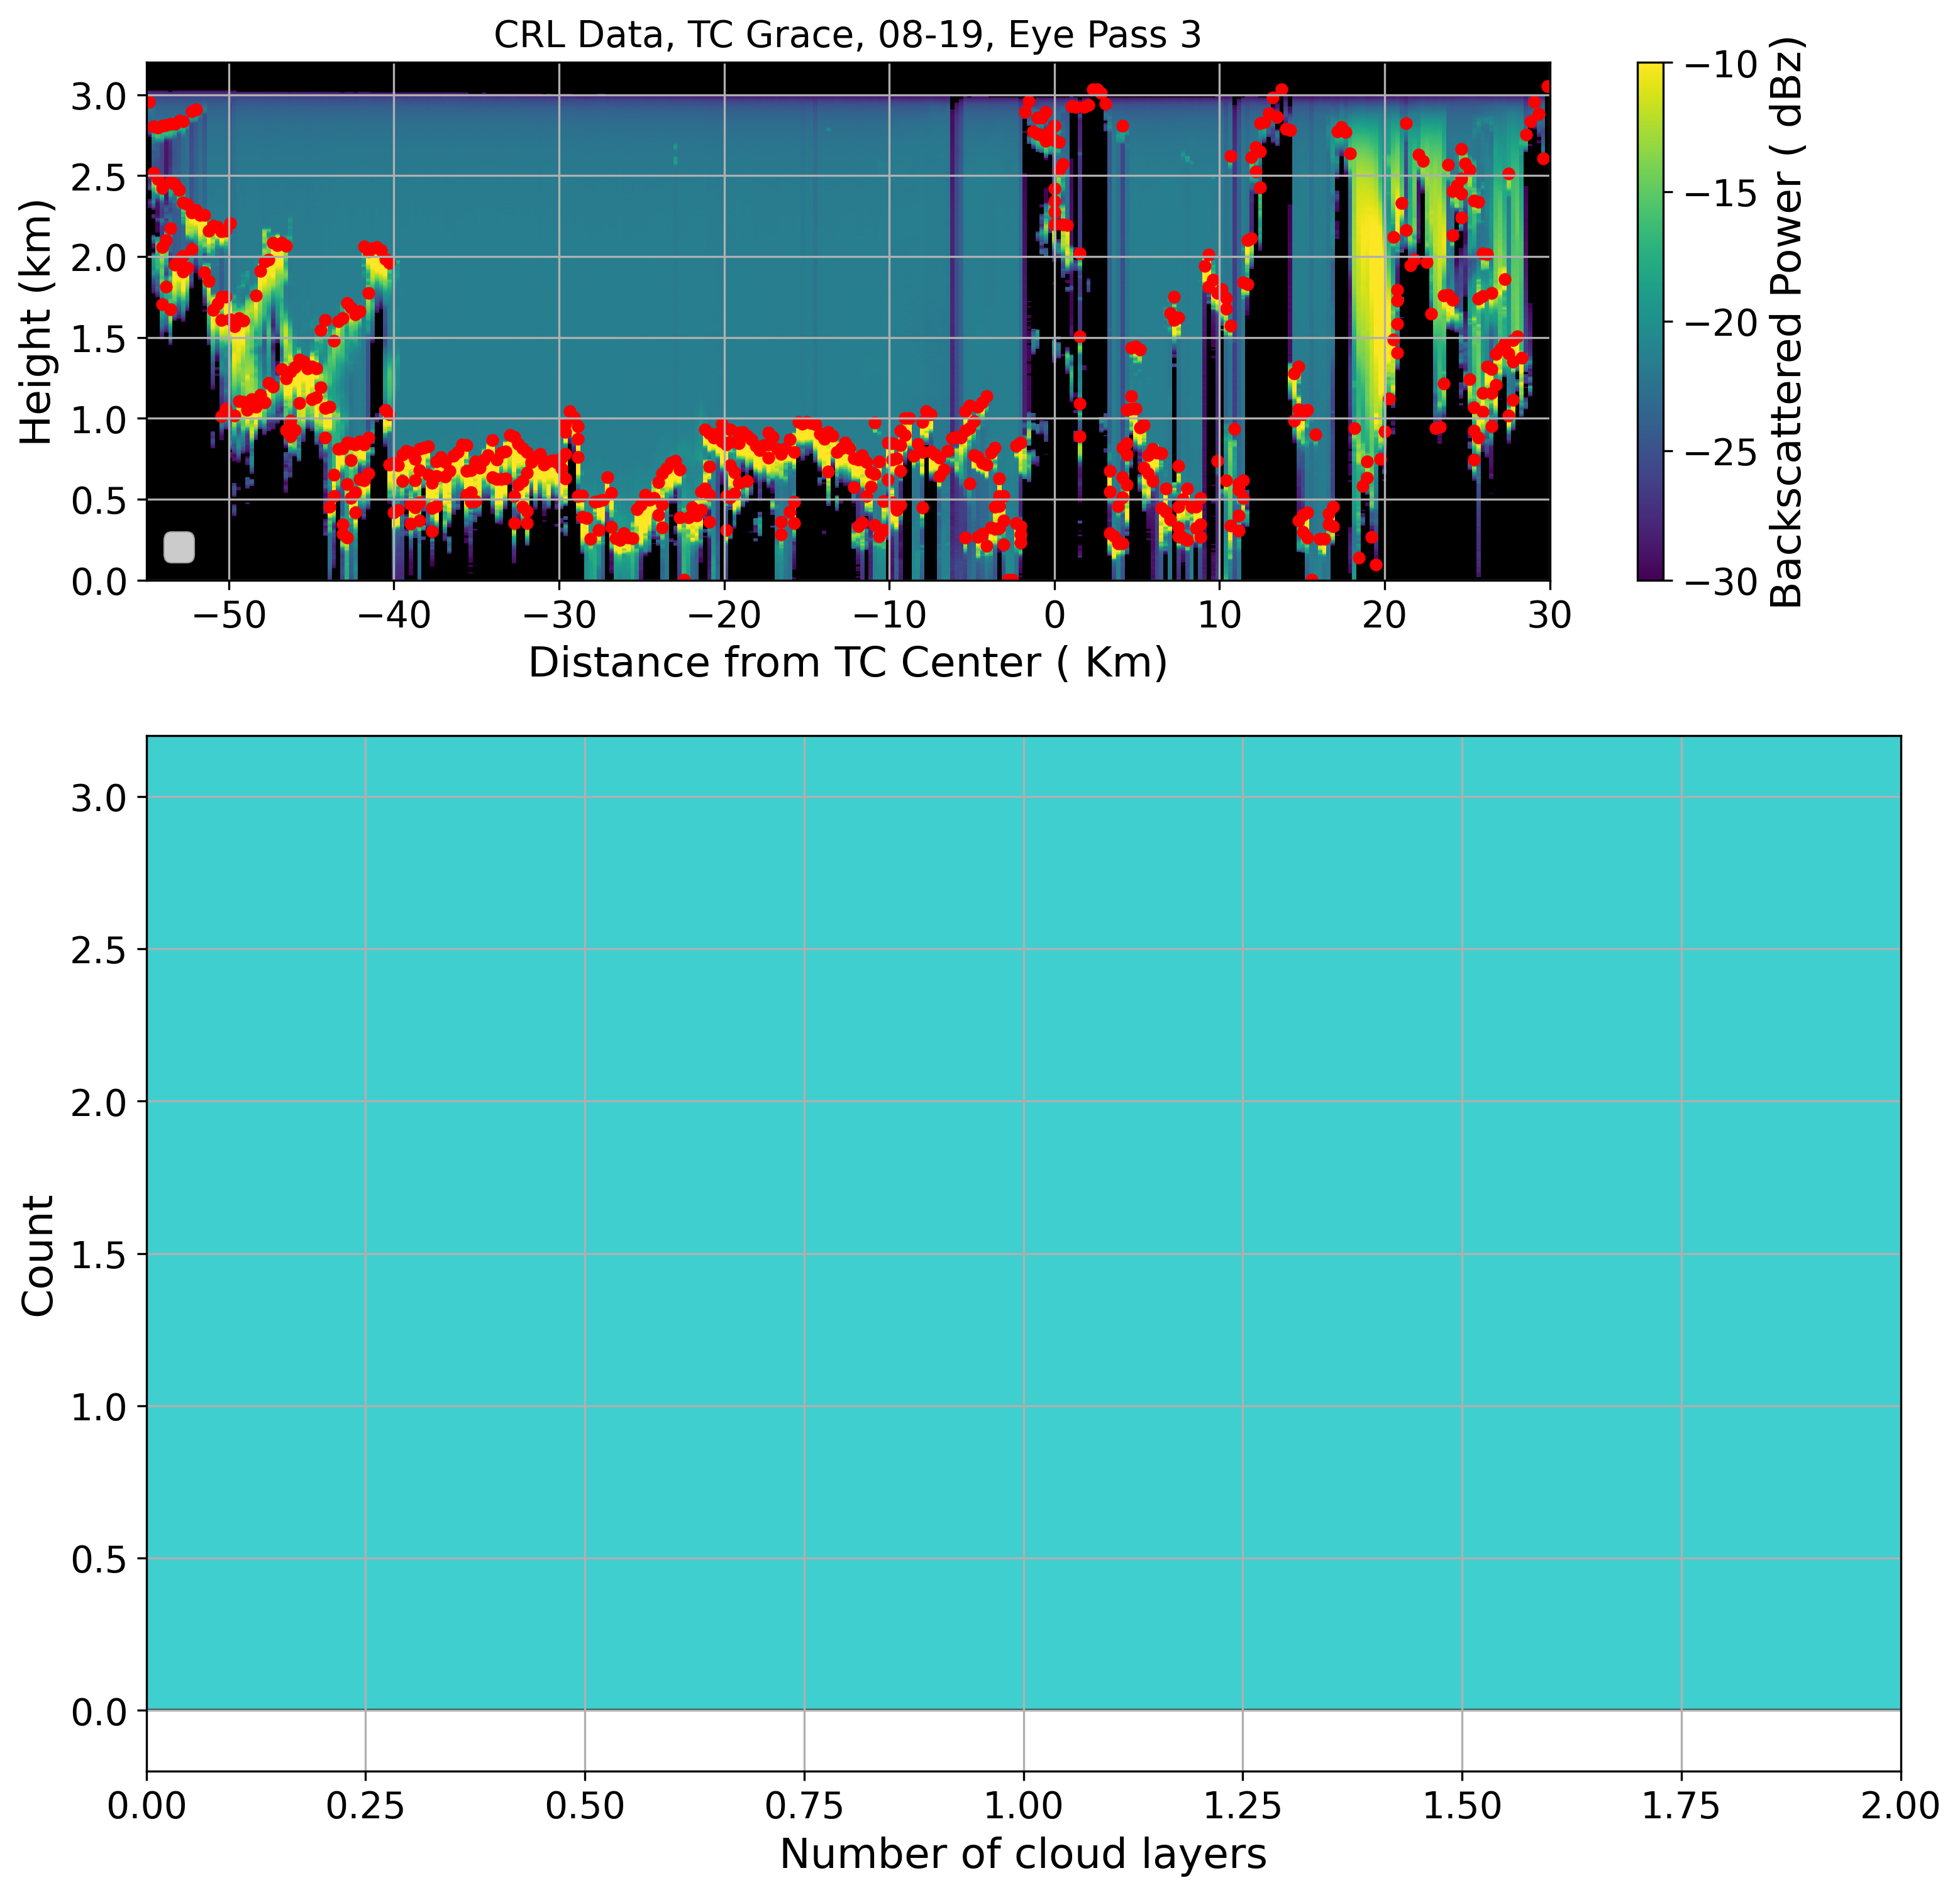 CRL Data, TC Grace, 08-19, Eye Pass 3
3.0
2.5
2.0
1.5
1.0
0.5
0.0
Height (km)
−50 −40 −30 −20 −10 0 10 20 30
Distance from TC Center ( Km)
−10
−15
−20
−25
−30
Backscattered Power ( dBz)
3.0
2.5
2.0
1.5
1.0
0.5
0.0
Count
0.00 0.25 0.50 0.75 1.00 1.25 1.50 1.75 2.00
Number of cloud layers